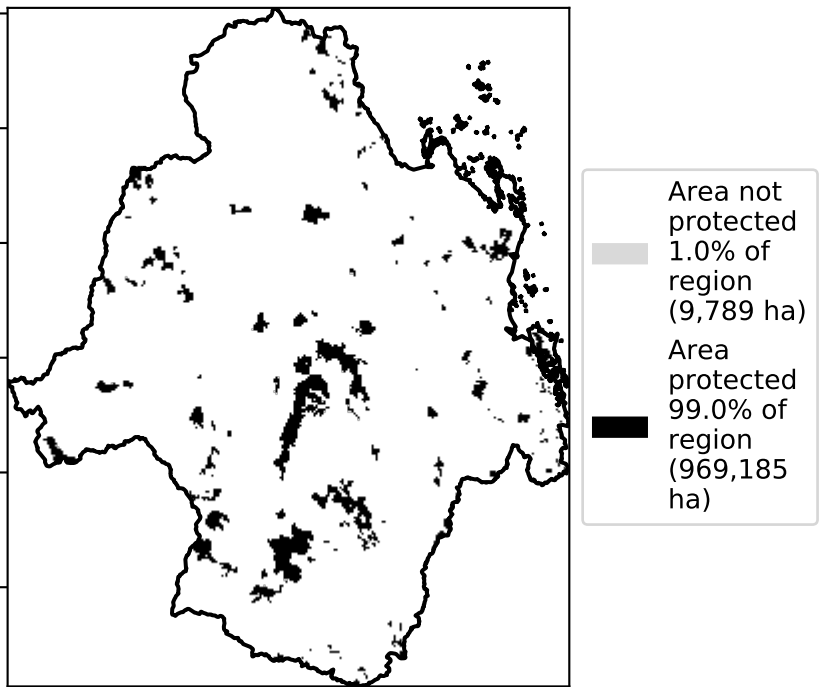 Area not
protected
1.0% of
region
(9,789 ha)
Area
protected
99.0% of
region
(969,185
ha)